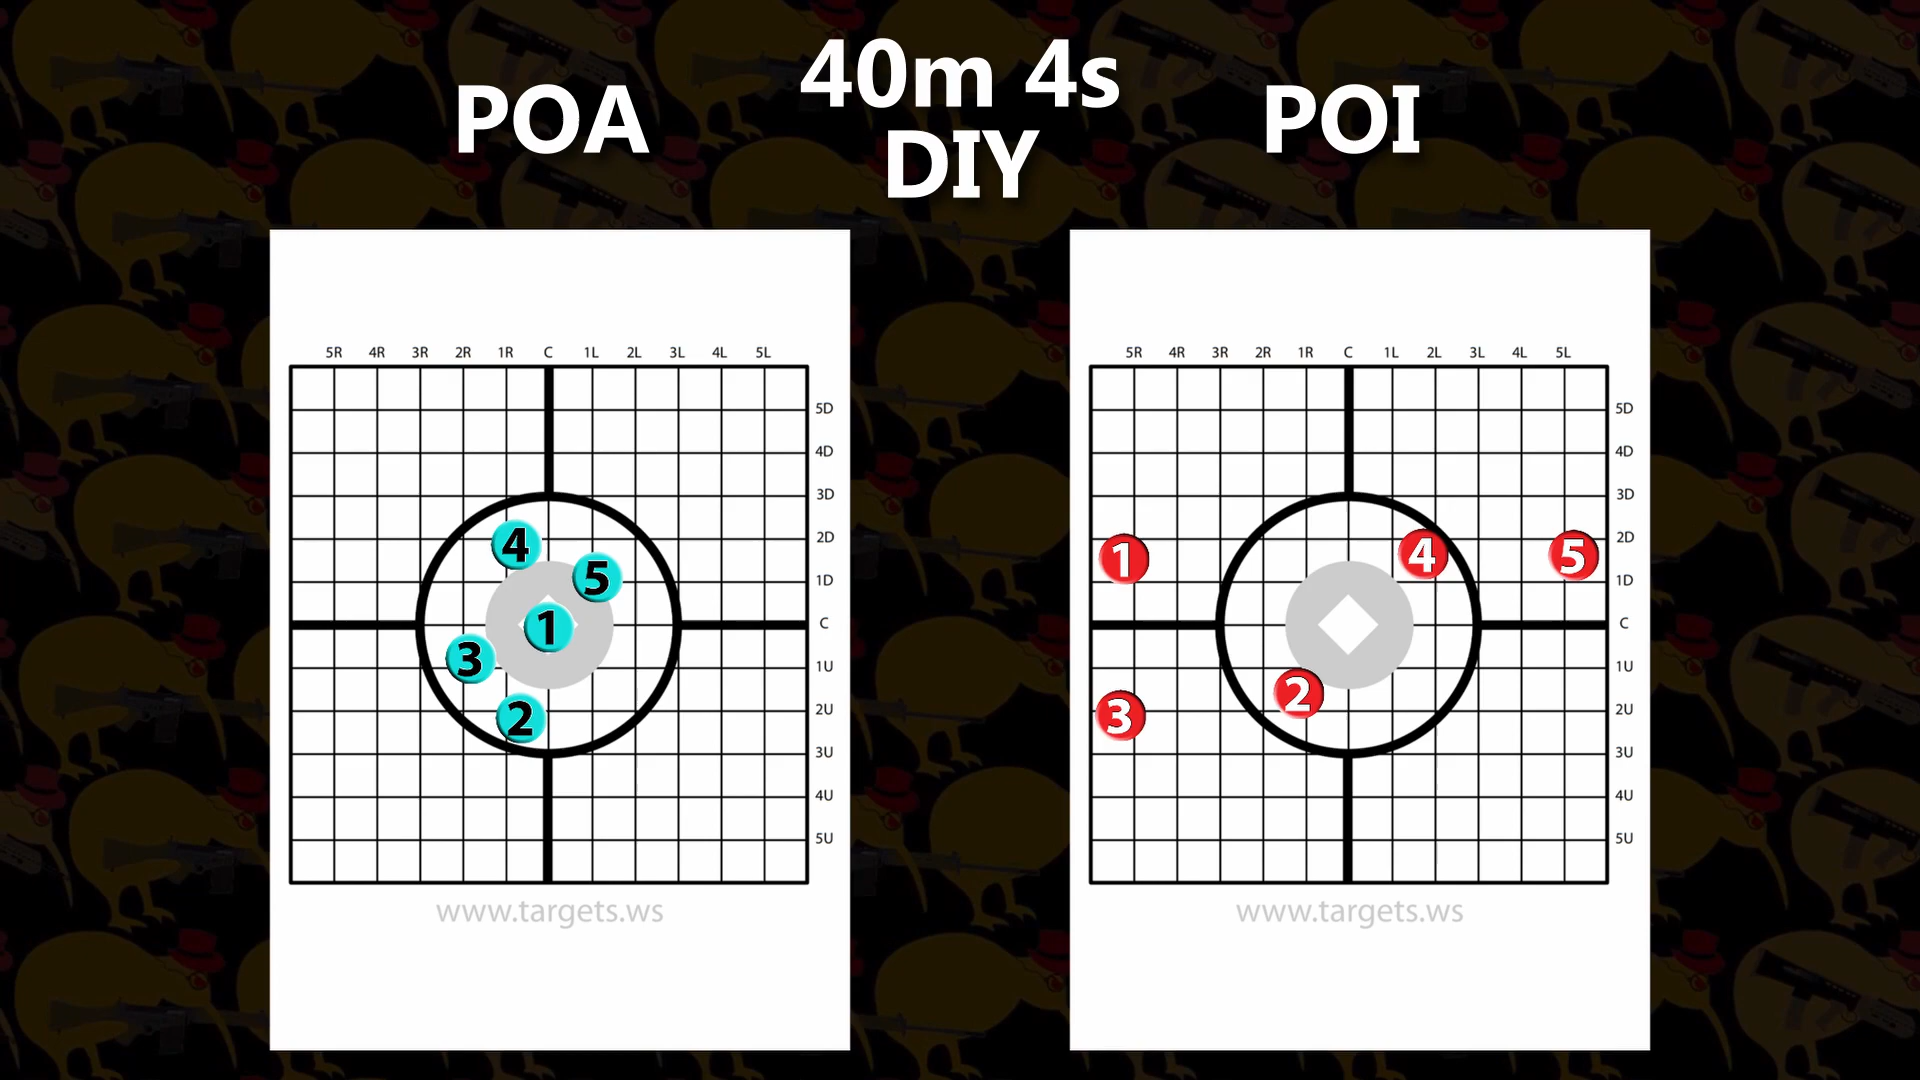 40m 4s
DIY
POA
POI
5R 4R 3R 2R 1R C 1L 2L 3L 4L 5L
5D
4D
3D
2D
1D
C
1U
2U
3U
4U
5U
4
5
1
3
2
www.targets.ws
5R 4R 3R 2R 1R C 1L 2L 3L 4L 5L
5D
4D
3D
2D
1D
C
1U
2U
3U
4U
5U
1
4
5
2
3
www.targets.ws